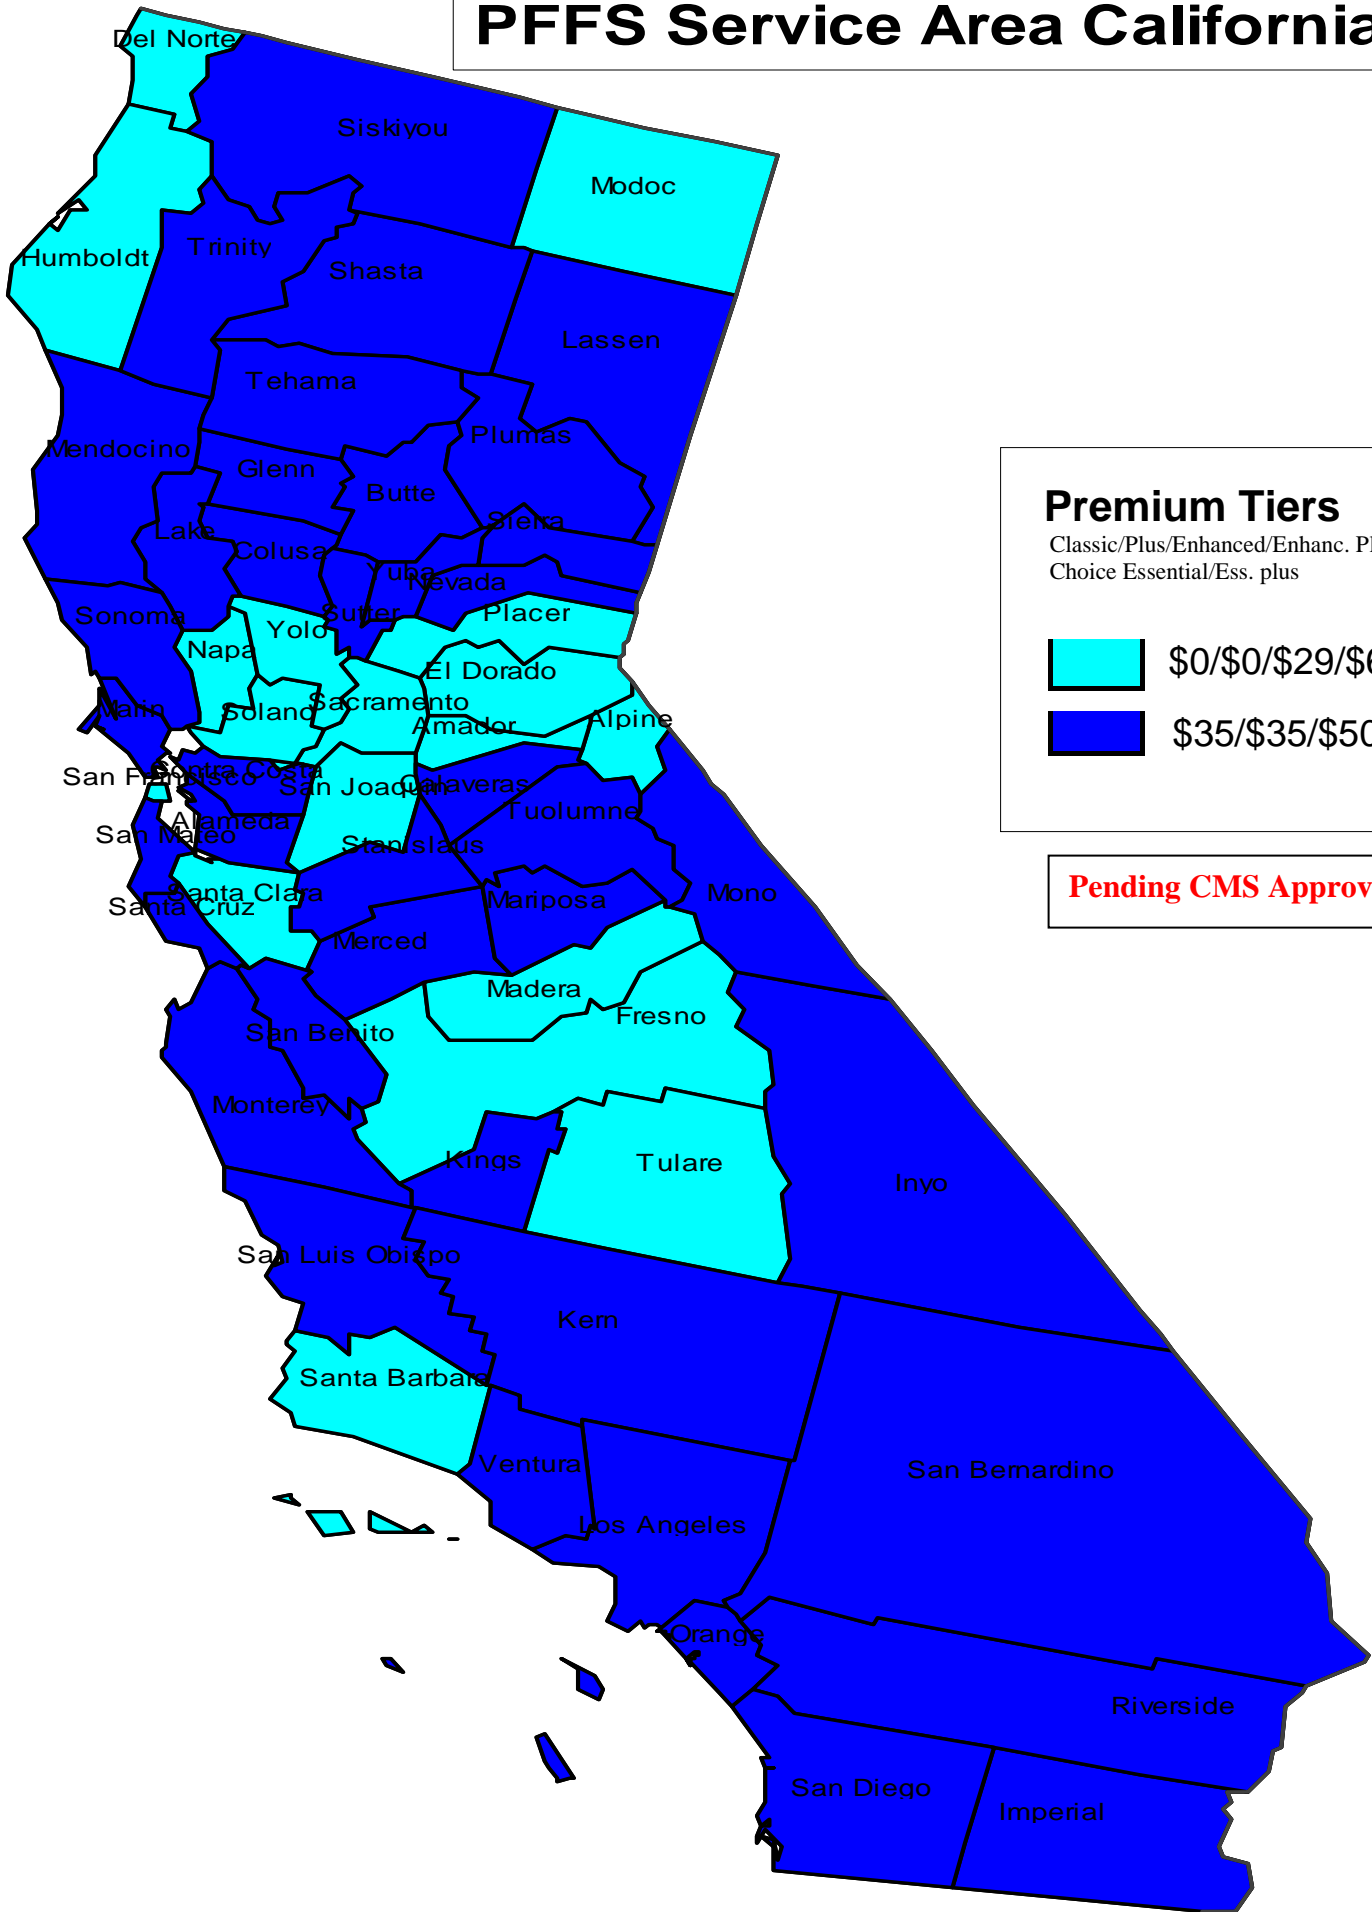 PFFS Service Area California
Del Norte
Siskiyou
Modoc
Humboldt
Trinity
Shasta
Lassen
Tehama
Mendocino
Plumas
Glenn
Butte
Lake
Sierra
Colusa
Yuba
Nevada
Sonoma
Sutter
Placer
Yolo
Napa
El Dorado
Marin
Solano
Sacramento
Amador
Alpine
San Francisco
Contra Costa
San Joaquin
Calaveras
Tuolumne
Alameda
San Mateo
Stanislaus
Santa Clara
Santa Cruz
Mariposa
Mono
Merced
Madera
Fresno
San Benito
Monterey
Kings
Tulare
Inyo
San Luis Obispo
Kern
Santa Barbara
Ventura
San Bernardino
Los Angeles
Orange
Riverside
San Diego
Imperial
Premium Tiers
Classic/Plus/Enhanced/Enhanc.
Choice Essential/Ess. plus
$0/$0/$29/$6
$35/$35/$50
Pending CMS Approv